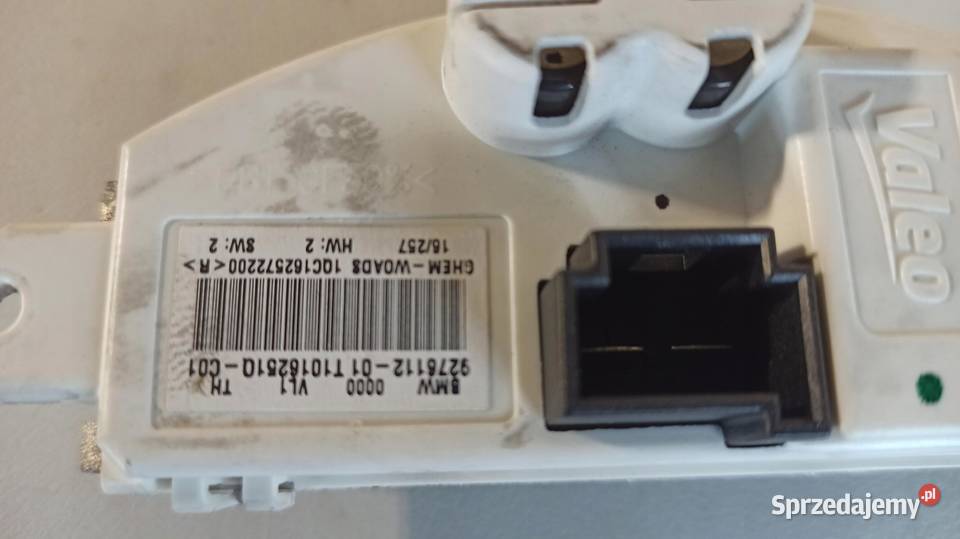 BMW 0000 VL1 TH
9276112-01 T10162510-C01
GHEM-WOADS 1QC162572200<R>
16/257 HW: 2 SW: 2
Valeo
Sprzedajemy.pl